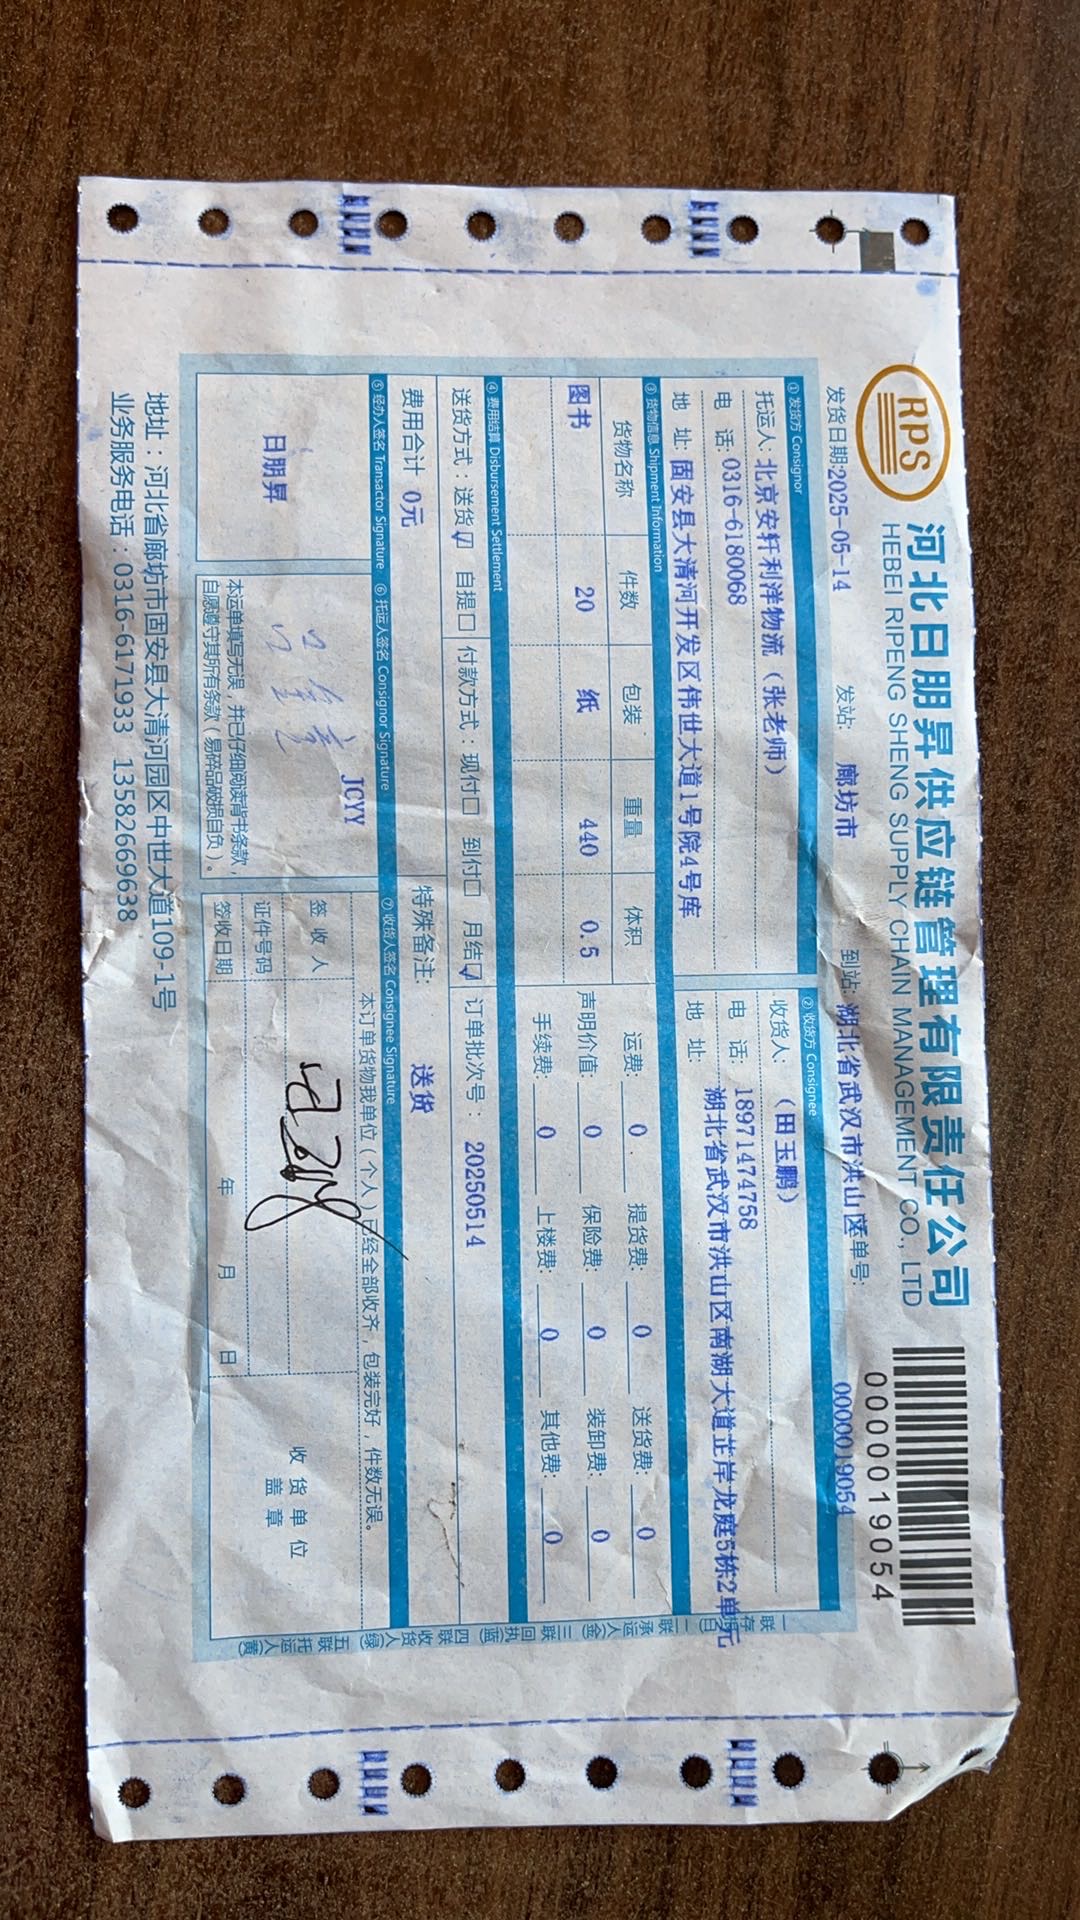 RPS
河北日朋昇供应链管理有限责任公司
HEBEI RIPENG SHENG SUPPLY CHAIN MANAGEMENT CO., LTD
0000019054
发货日期:2025-05-14 发站: 廊坊市 到站: 湖北省武汉市洪山区 单号: 0000019054
① 发货方 Consignor
托运人: 北京安轩利洋物流（张老师）
电 话: 0316-6180068
地 址: 固安县大清河开发区伟世大道1号院4号库
② 收货方 Consignee
收货人: （田玉鹏）
电 话: 18971474758
地 址: 湖北省武汉市洪山区南湖大道芷岸龙庭5栋2单元
③ 货物信息 Shipment Information
货物名称 件数 包装 重量 体积
图书 20 纸 440 0.5
运费: 0 提货费: 0 送货费: 0
声明价值: 0 保险费: 0 装卸费: 0
手续费: 0 上楼费: 0 其他费: 0
④ 费用结算 Disbursement Settlement
送货方式：送货☑ 自提□ 付款方式：现付□ 到付□ 月结☑ 订单批次号： 20250514
费用合计 0元 特殊备注: 送货
⑤ 经办人签名 Transactor Signature
日朋昇
⑥ 托运人签名 Consignor Signature
JCYY
本运单填写无误，并已仔细阅读背书条款，
自愿遵守其所有条款（易碎品破损自负）。
⑦ 收货人签名 Consignee Signature
本订单货物我单位（个人）已经全部收齐，包装完好，件数无误。
签 收 人
证件号码
签收日期 年 月 日
收 货 单 位
盖 章
一联存根(白) 二联承运人(金) 三联回执(蓝) 四联收货人(绿) 五联托运人(黄)
地址：河北省廊坊市固安县大清河园区中世大道109-1号
业务服务电话：0316-6171933 13582669638